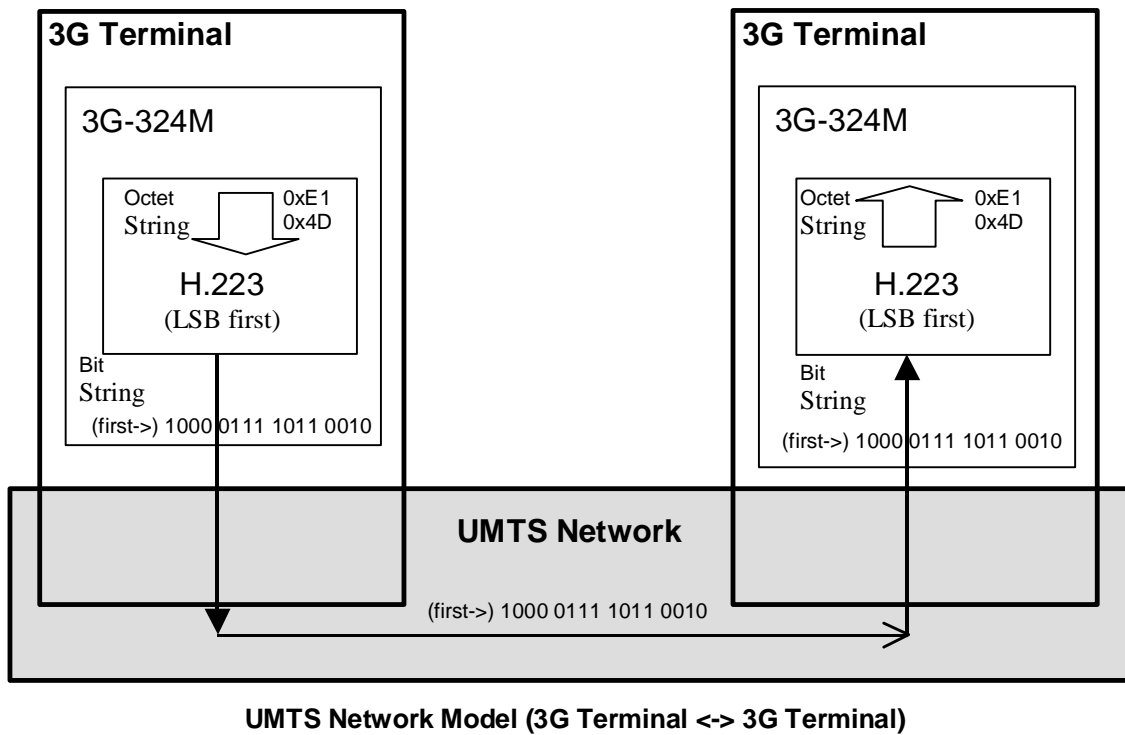 3G Terminal
3G-324M
Octet
String
0xE1
0x4D
H.223
(LSB first)
Bit
String
(first->) 1000 0111 1011 0010
3G Terminal
3G-324M
Octet
String
0xE1
0x4D
H.223
(LSB first)
Bit
String
(first->) 1000 0111 1011 0010
UMTS Network
(first->) 1000 0111 1011 0010
UMTS Network Model (3G Terminal <-> 3G Terminal)